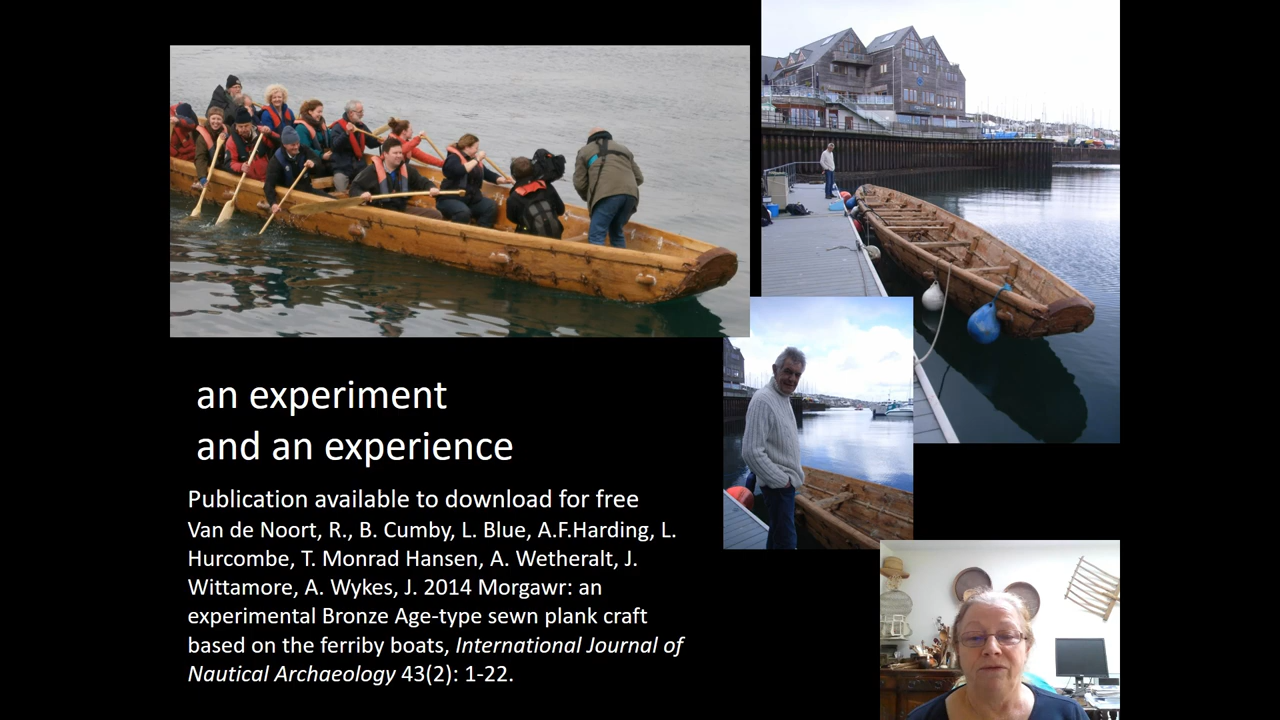 an experiment
and an experience
Publication available to download for free
Van de Noort, R., B. Cumby, L. Blue, A.F.Harding, L.
Hurcombe, T. Monrad Hansen, A. Wetheralt, J.
Wittamore, A. Wykes, J. 2014 Morgawr: an
experimental Bronze Age-type sewn plank craft
based on the ferriby boats, International Journal of
Nautical Archaeology 43(2): 1-22.